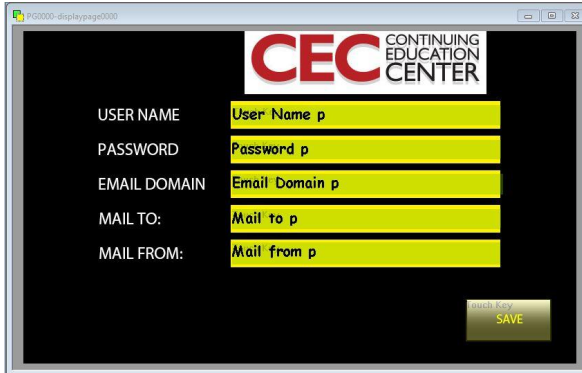 PG0000-displaypage0000
CEC CONTINUING
EDUCATION
CENTER
USER NAME User Name p
PASSWORD Password p
EMAIL DOMAIN Email Domain p
MAIL TO: Mail to p
MAIL FROM: Mail from p
Touch Key
SAVE